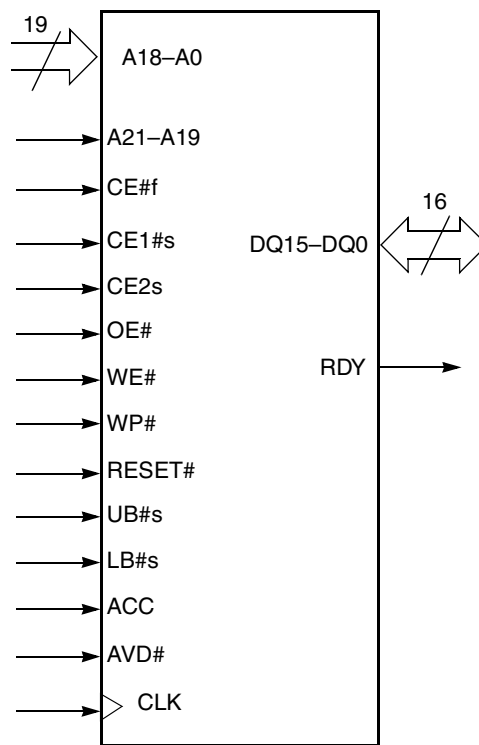 19
A18–A0
A21–A19
CE#f
16
CE1#s
DQ15–DQ0
CE2s
OE#
RDY
WE#
WP#
RESET#
UB#s
LB#s
ACC
AVD#
CLK